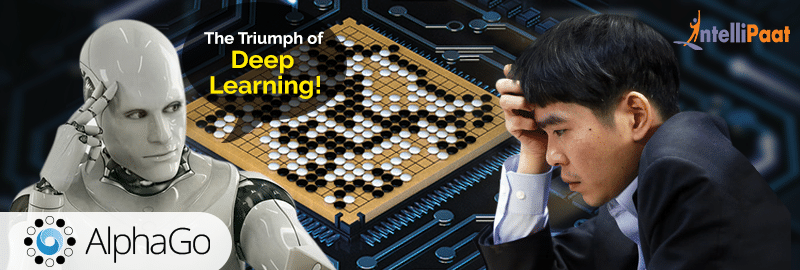 The Triumph of
Deep
Learning!
intelliPaat
AlphaGo